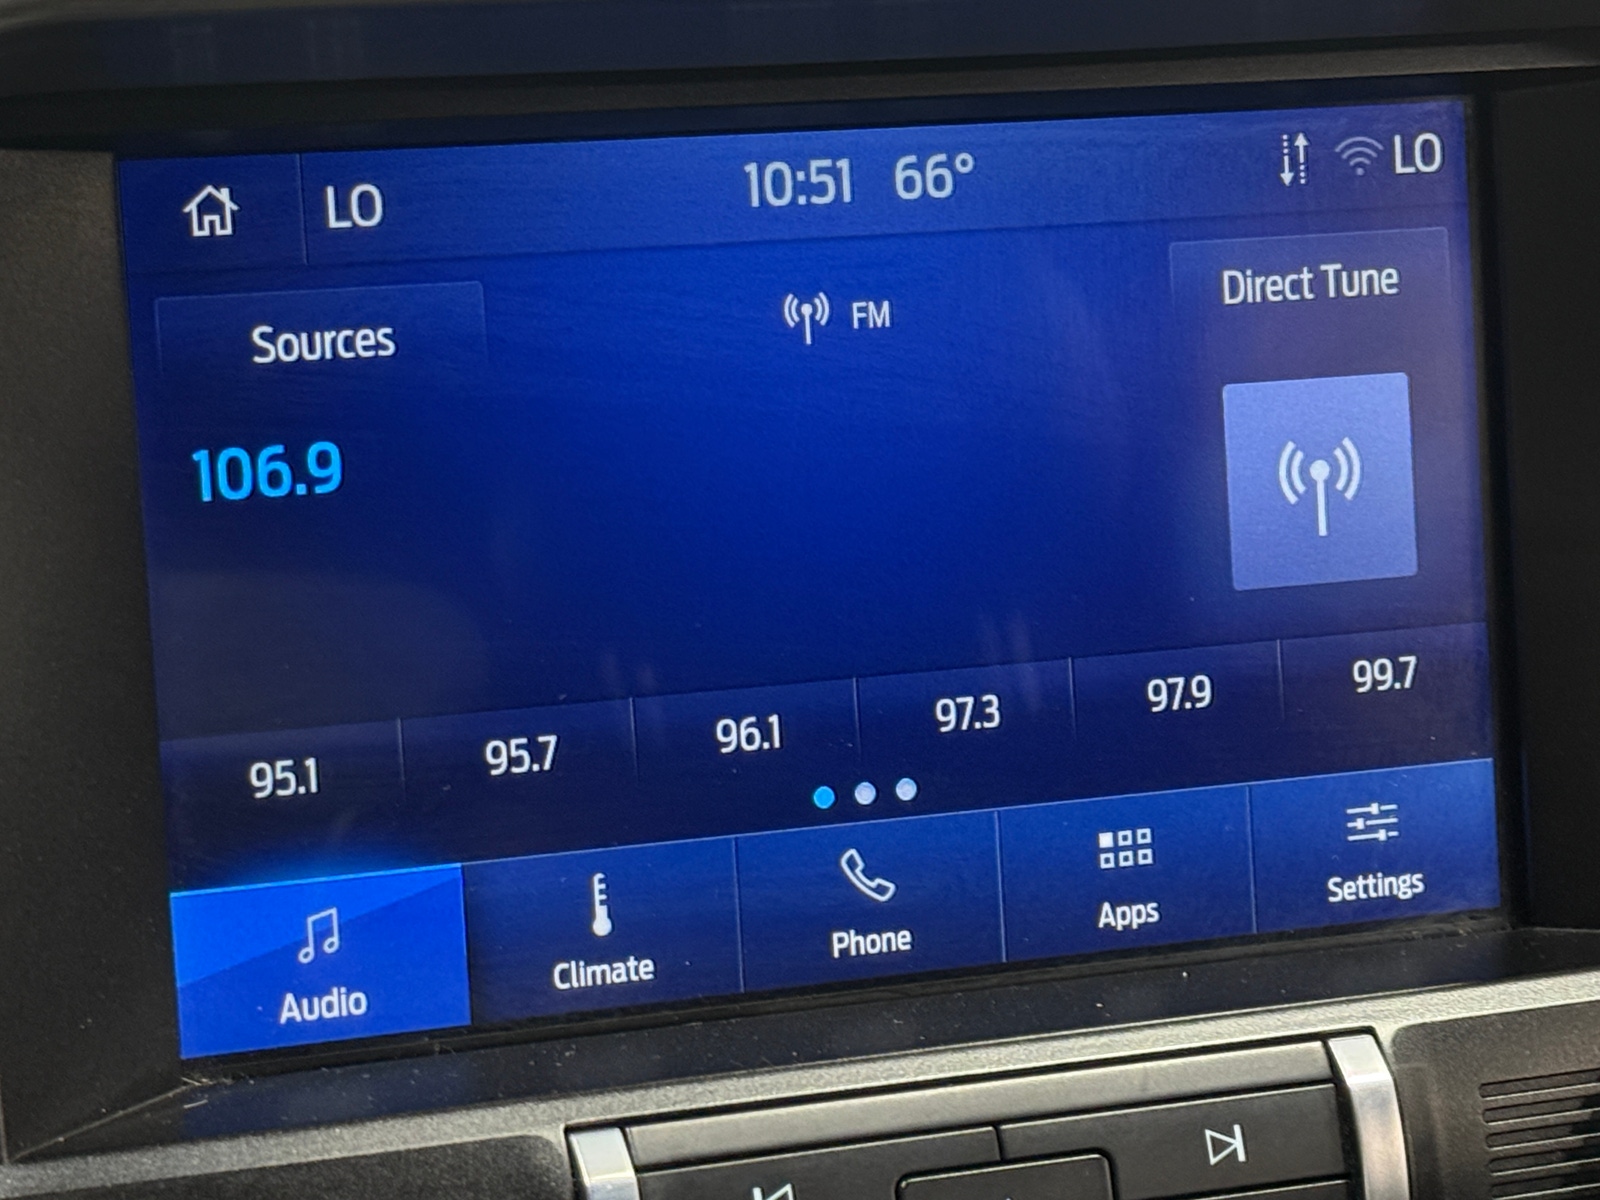 LO 10:51 66° LO
Direct Tune
FM
Sources
106.9
95.1 95.7 96.1 97.3 97.9 99.7
Audio Climate Phone Apps Settings